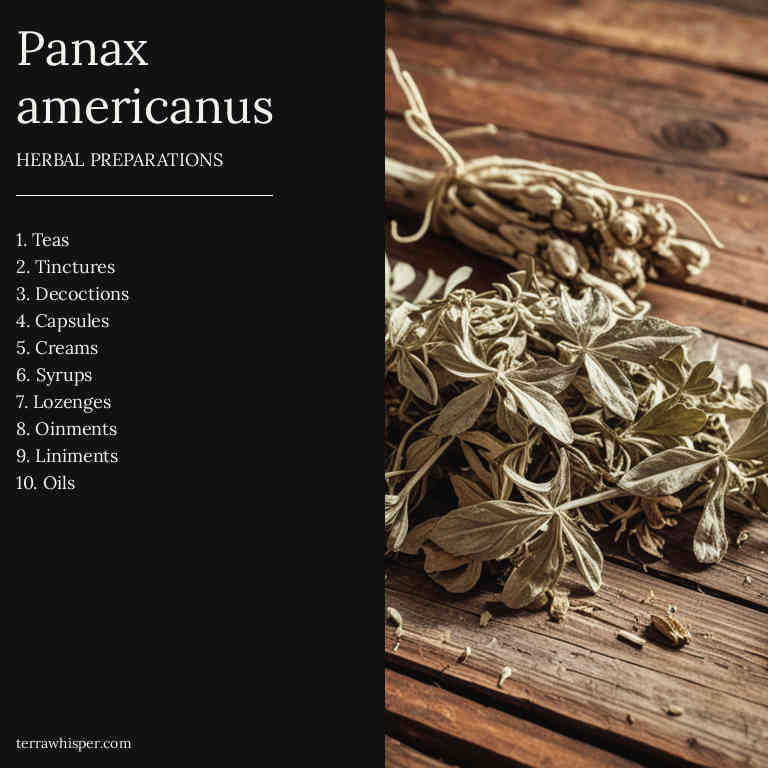 Panax
americanus
HERBAL PREPARATIONS
1. Teas
2. Tinctures
3. Decoctions
4. Capsules
5. Creams
6. Syrups
7. Lozenges
8. Oinments
9. Liniments
10. Oils
terrawhisper.com